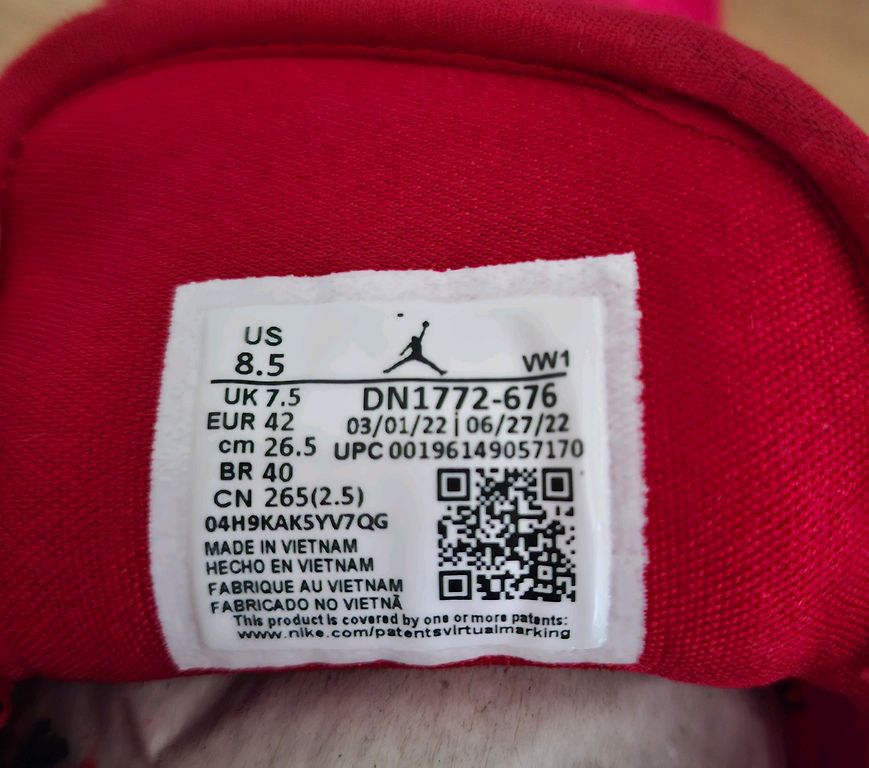 US
8.5
VW1
UK 7.5
DN1772-676
EUR 42
03/01/22 | 06/27/22
cm 26.5
UPC 00196149057170
BR 40
CN 265(2.5)
04H9KAK5YV7QG
MADE IN VIETNAM
HECHO EN VIETNAM
FABRIQUE AU VIETNAM
FABRICADO NO VIETNÃ
This product is covered by one or more patents:
www.nike.com/patentsvirtualmarking